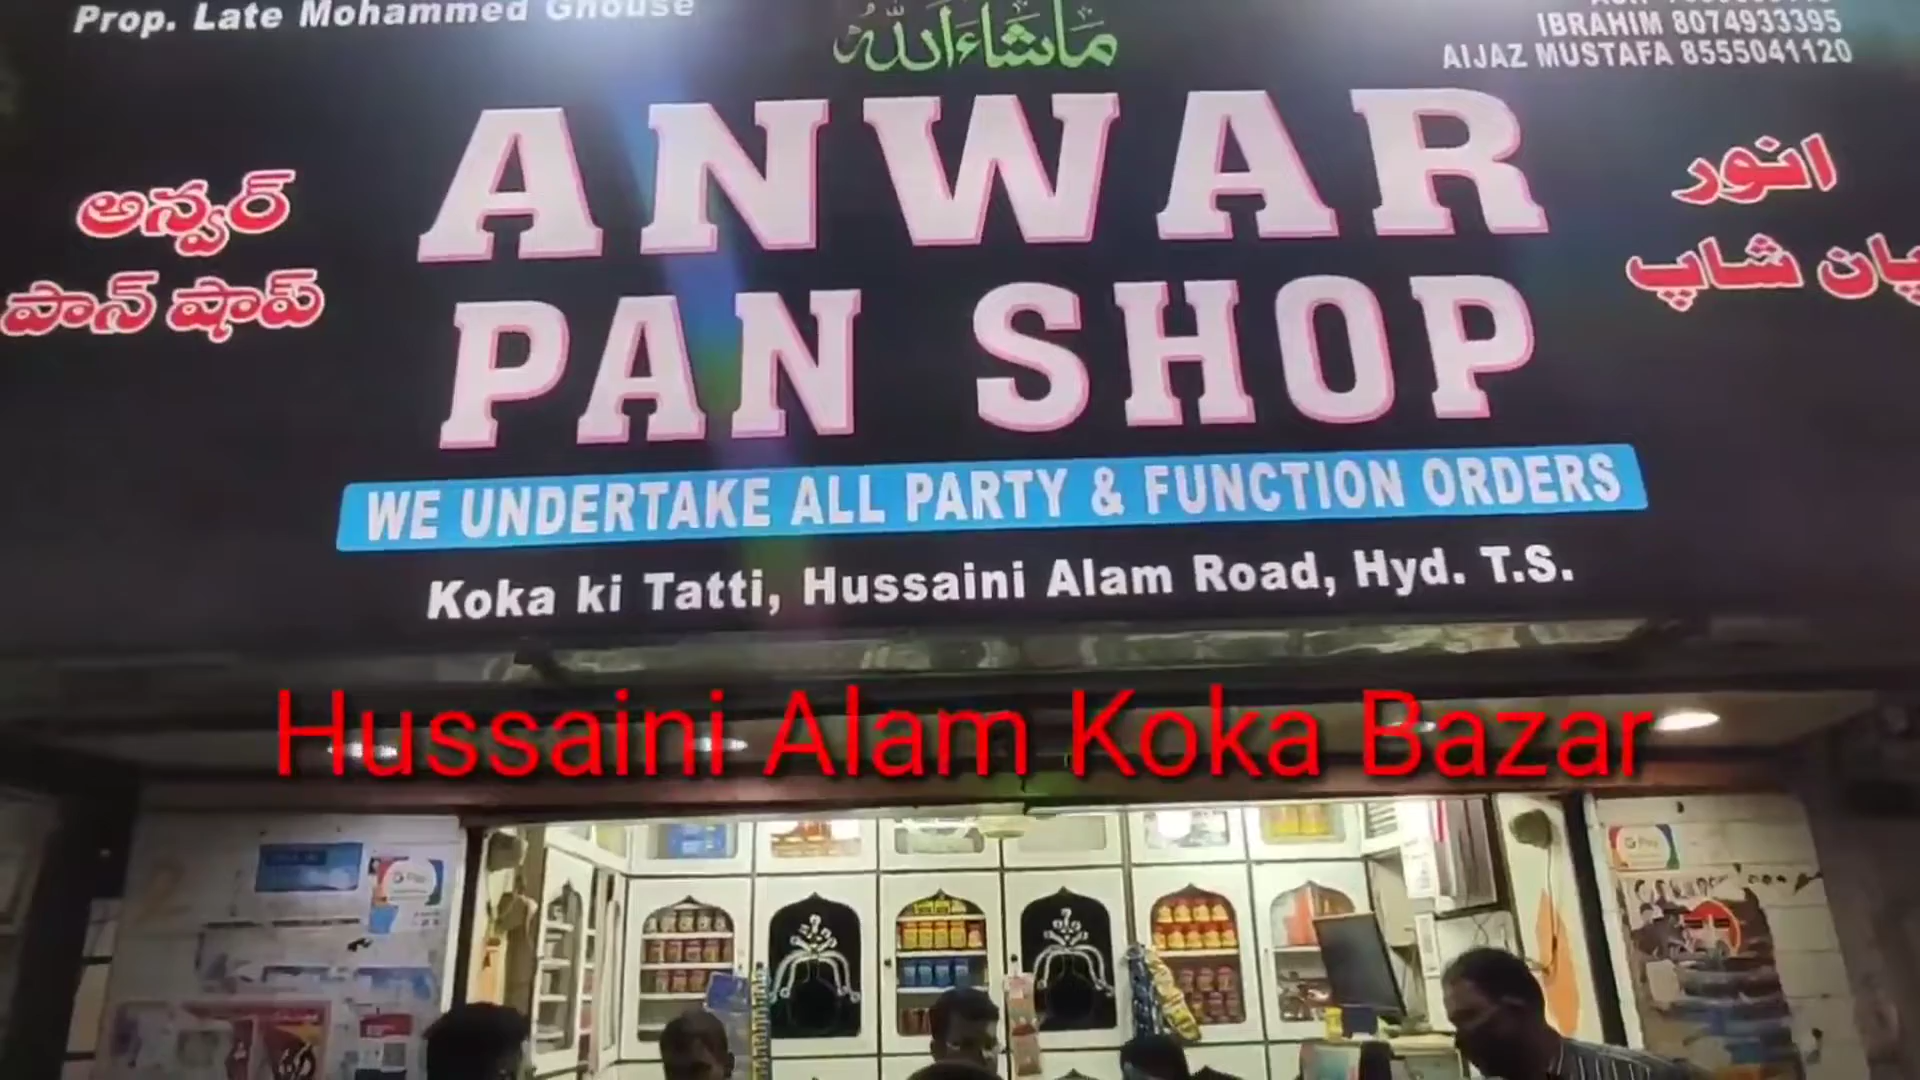 Prop. Late Mohammed Ghouse
ماشاءالله
IBRAHIM 8074933395
AIJAZ MUSTAFA 8555041120
ANWAR
PAN SHOP
అన్వర్
పాన్ షాప్
انور
پان شاپ
WE UNDERTAKE ALL PARTY & FUNCTION ORDERS
Koka ki Tatti, Hussaini Alam Road, Hyd. T.S.
Hussaini Alam Koka Bazar
G Pay